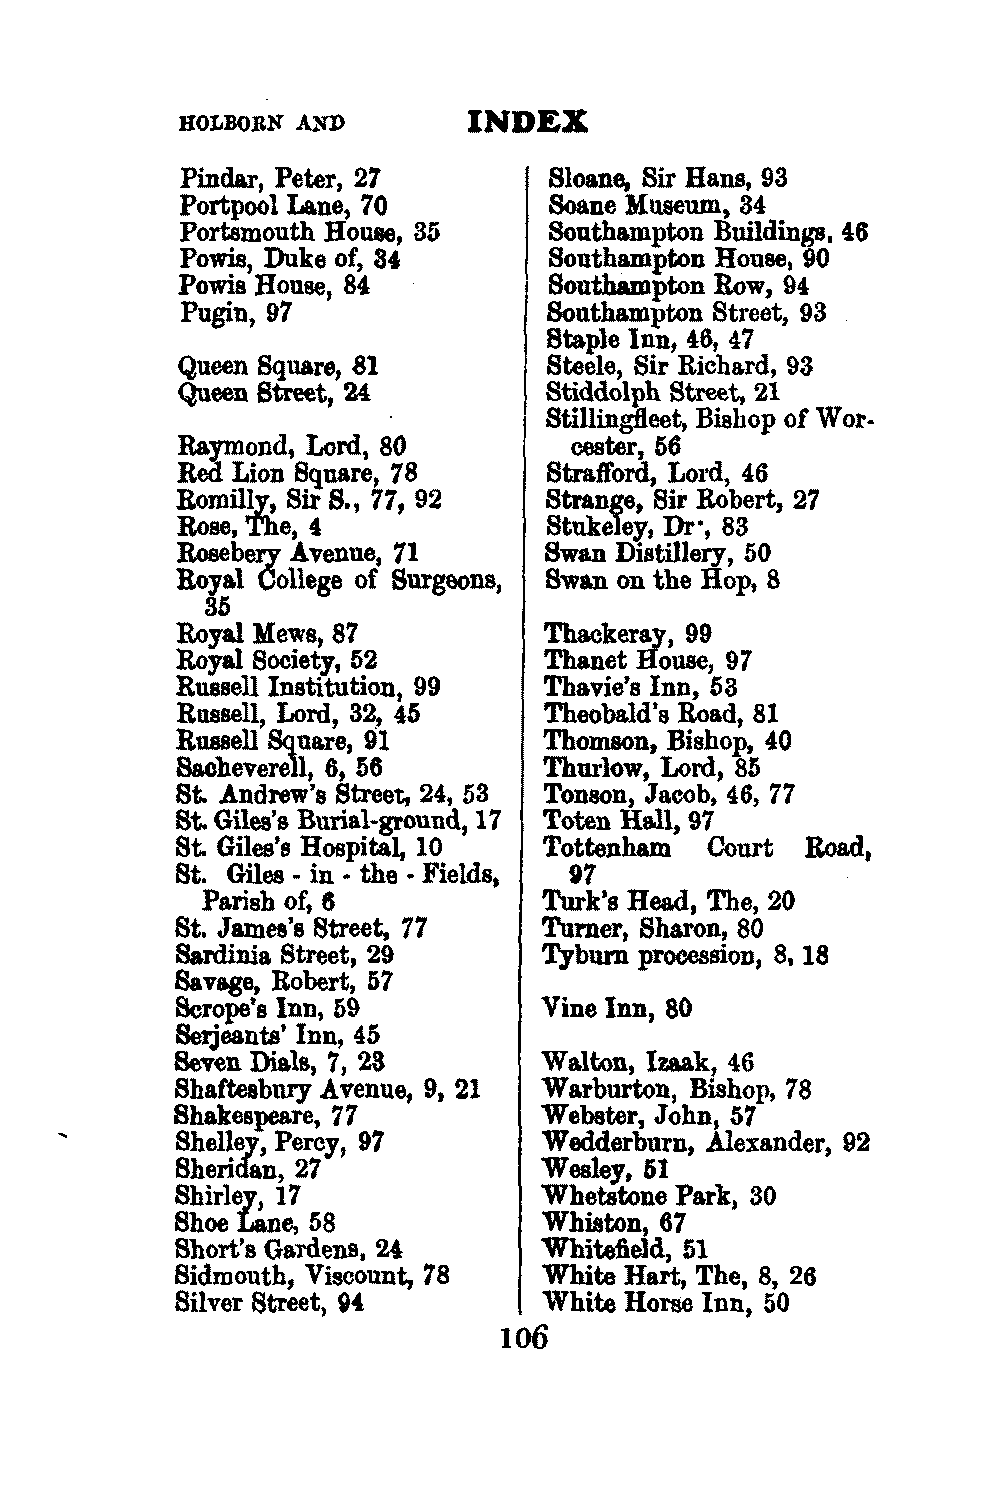 HOLBORN AND INDEX
Pindar, Peter, 27
Portpool Lane, 70
Portsmouth House, 35
Powis, Duke of, 34
Powis House, 84
Pugin, 97
Queen Square, 81
Queen Street, 24
Raymond, Lord, 80
Red Lion Square, 78
Romilly, Sir S., 77, 92
Rose, The, 4
Rosebery Avenue, 71
Royal College of Surgeons,
35
Royal Mews, 87
Royal Society, 52
Russell Institution, 99
Russell, Lord, 32, 45
Russell Square, 91
Sacheverell, 6, 56
St. Andrew's Street, 24, 53
St. Giles's Burial-ground, 17
St. Giles's Hospital, 10
St. Giles - in - the - Fields,
Parish of, 6
St. James's Street, 77
Sardinia Street, 29
Savage, Robert, 57
Scrope's Inn, 59
Serjeants' Inn, 45
Seven Dials, 7, 23
Shaftesbury Avenue, 9, 21
Shakespeare, 77
Shelley, Percy, 97
Sheridan, 27
Shirley, 17
Shoe Lane, 58
Short's Gardens, 24
Sidmouth, Viscount, 78
Silver Street, 94
Sloane, Sir Hans, 93
Soane Museum, 34
Southampton Buildings, 46
Southampton House, 90
Southampton Row, 94
Southampton Street, 93
Staple Inn, 46, 47
Steele, Sir Richard, 93
Stiddolph Street, 21
Stillingfleet, Bishop of Wor-
cester, 56
Strafford, Lord, 46
Strange, Sir Robert, 27
Stukeley, Dr·, 83
Swan Distillery, 50
Swan on the Hop, 8
Thackeray, 99
Thanet House, 97
Thavie's Inn, 53
Theobald's Road, 81
Thomson, Bishop, 40
Thurlow, Lord, 85
Tonson, Jacob, 46, 77
Toten Hall, 97
Tottenham Court Road,
97
Turk's Head, The, 20
Turner, Sharon, 80
Tyburn procession, 8, 18
Vine Inn, 80
Walton, Izaak, 46
Warburton, Bishop, 78
Webster, John, 57
Wedderburn, Alexander, 92
Wesley, 51
Whetstone Park, 30
Whiston, 67
Whitefield, 51
White Hart, The, 8, 26
White Horse Inn, 50
106